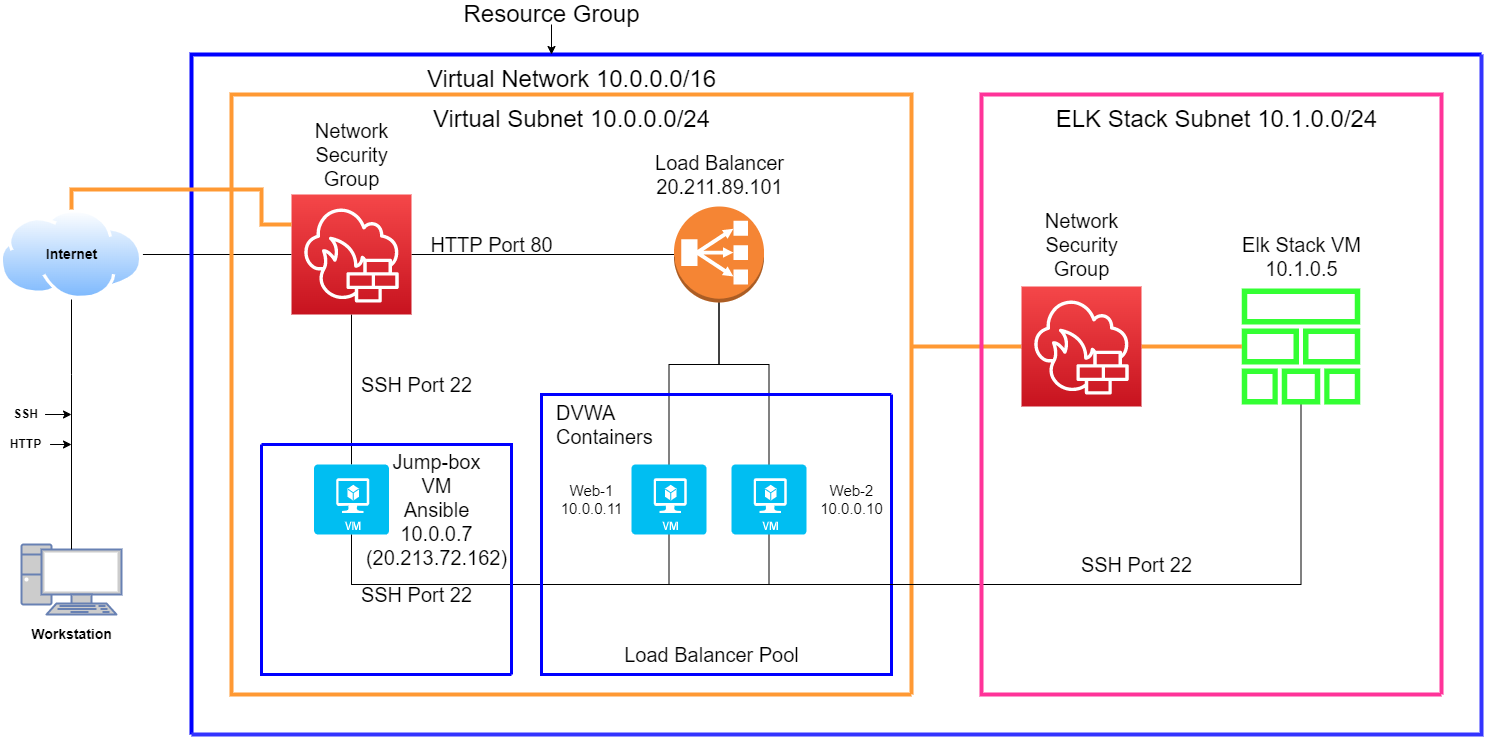 Resource Group
Virtual Network 10.0.0.0/16
Virtual Subnet 10.0.0.0/24
ELK Stack Subnet 10.1.0.0/24
Network
Security
Group
Load Balancer
20.211.89.101
Network
Security
Group
Elk Stack VM
10.1.0.5
Internet
HTTP Port 80
SSH Port 22
SSH
HTTP
DVWA
Containers
Jump-box
VM
Ansible
10.0.0.7
(20.213.72.162)
VM
Web-1
10.0.0.11
VM
VM
Web-2
10.0.0.10
SSH Port 22
SSH Port 22
Workstation
Load Balancer Pool